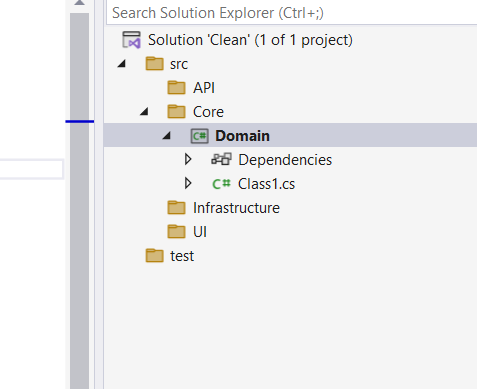 Search Solution Explorer (Ctrl+;)
Solution 'Clean' (1 of 1 project)
src
API
Core
C# Domain
Dependencies
C# Class1.cs
Infrastructure
UI
test